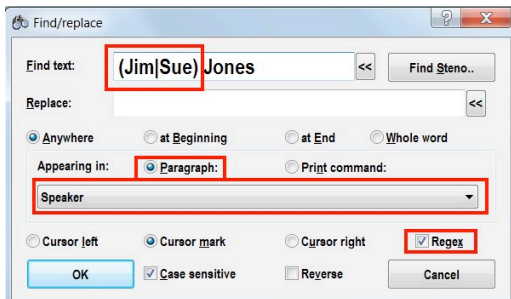 Find/replace
Find text: (Jim|Sue) Jones << Find Steno..
Replace: <<
Anywhere at Beginning at End Whole word
Appearing in: Paragraph: Print command:
Speaker
Cursor left Cursor mark Cursor right Regex
OK Case sensitive Reverse Cancel